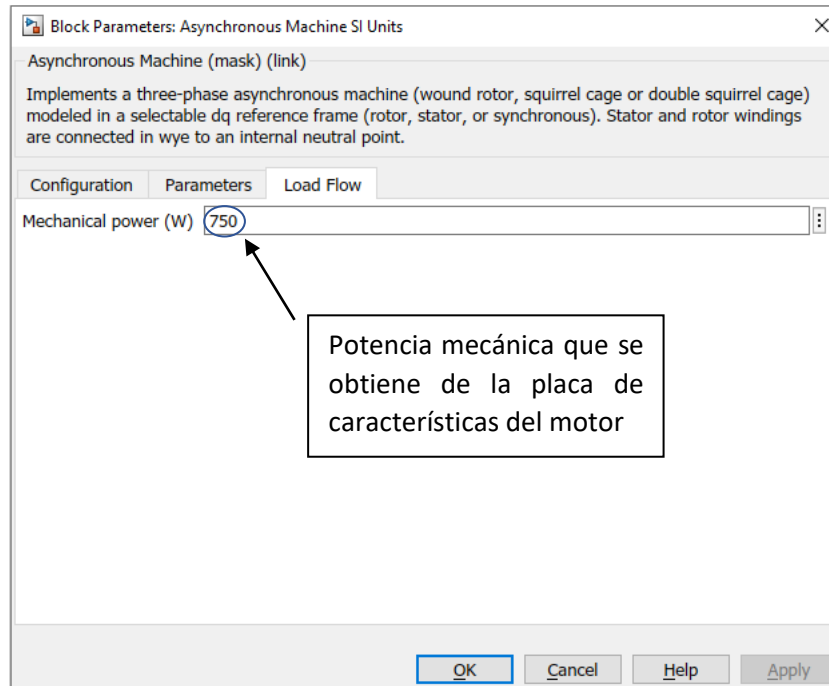 Block Parameters: Asynchronous Machine SI Units
Asynchronous Machine (mask) (link)
Implements a three-phase asynchronous machine (wound rotor, squirrel cage or double squirrel cage)
modeled in a selectable dq reference frame (rotor, stator, or synchronous). Stator and rotor windings
are connected in wye to an internal neutral point.
Configuration Parameters Load Flow
Mechanical power (W) 750
Potencia mecánica que se
obtiene de la placa de
características del motor
OK Cancel Help Apply